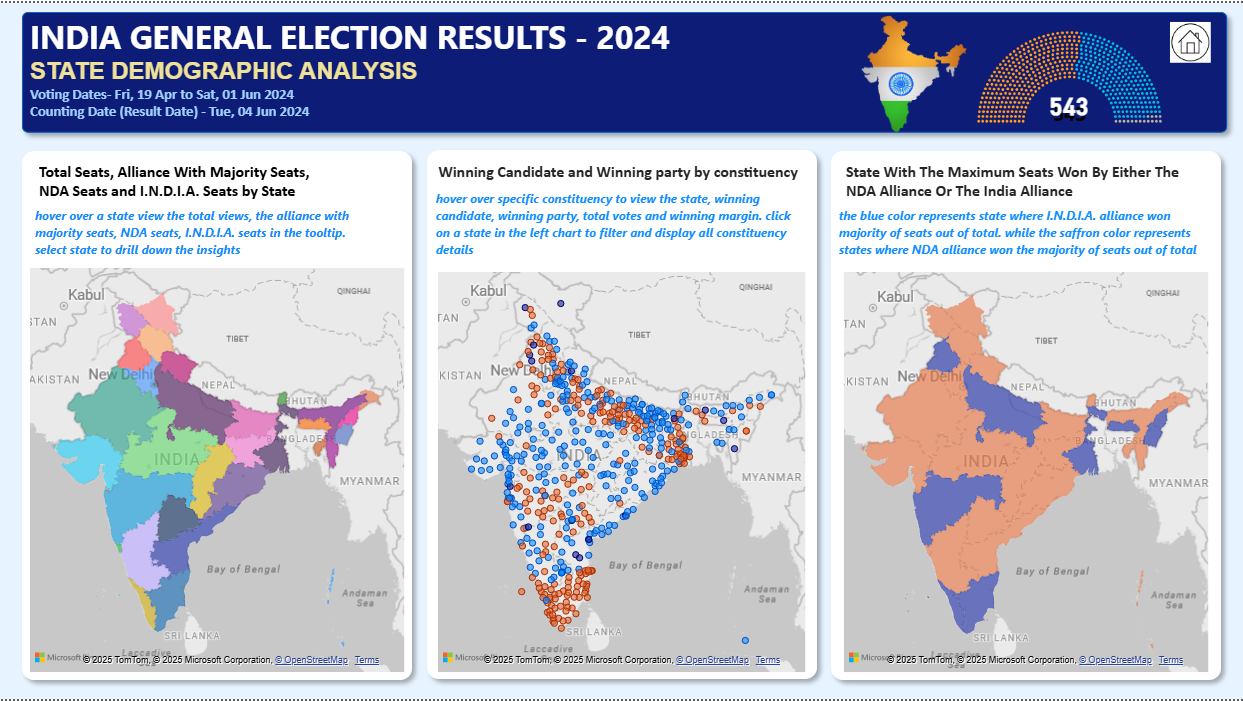 INDIA GENERAL ELECTION RESULTS - 2024
STATE DEMOGRAPHIC ANALYSIS
Voting Dates- Fri, 19 Apr to Sat, 01 Jun 2024
Counting Date (Result Date) - Tue, 04 Jun 2024
543
Total Seats, Alliance With Majority Seats,
NDA Seats and I.N.D.I.A. Seats by State
hover over a state view the total views, the alliance with
majority seats, NDA seats, I.N.D.I.A. seats in the tooltip.
select state to drill down the insights
Kabul
QINGHAI
STAN
TIBET
AKISTAN
New Delhi
NEPAL
BHUTAN
BANGLADESH
INDIA
MYANMAR
Bay of Bengal
Andaman
Sea
SRI LANKA
Laccadive
Microsoft
© 2025 TomTom, © 2025 Microsoft Corporation, © OpenStreetMap Terms
Winning Candidate and Winning party by constituency
hover over specific constituency to view the state, winning
candidate, winning party, total votes and winning margin. click
on a state in the left chart to filter and display all constituency
details
Kabul
QINGHAI
TAN
TIBET
KISTAN
New Delhi
NEPAL
BHUTAN
GLADESH
IND
MYANMAR
Bay of Bengal
Andaman
Sea
SRI LANKA
Laccadive
Microsoft
© 2025 TomTom, © 2025 Microsoft Corporation, © OpenStreetMap Terms
State With The Maximum Seats Won By Either The
NDA Alliance Or The India Alliance
the blue color represents state where I.N.D.I.A. alliance won
majority of seats out of total. while the saffron color represents
states where NDA alliance won the majority of seats out of total
Kabul
QINGHAI
TAN
TIBET
KISTAN
New Delhi
NEPAL
BHUTAN
BANGLADESH
INDIA
MYANMAR
Bay of Bengal
Andaman
Sea
SRI LANKA
Laccadive
Micros
© 2025 TomTom, © 2025 Microsoft Corporation, © OpenStreetMap Terms